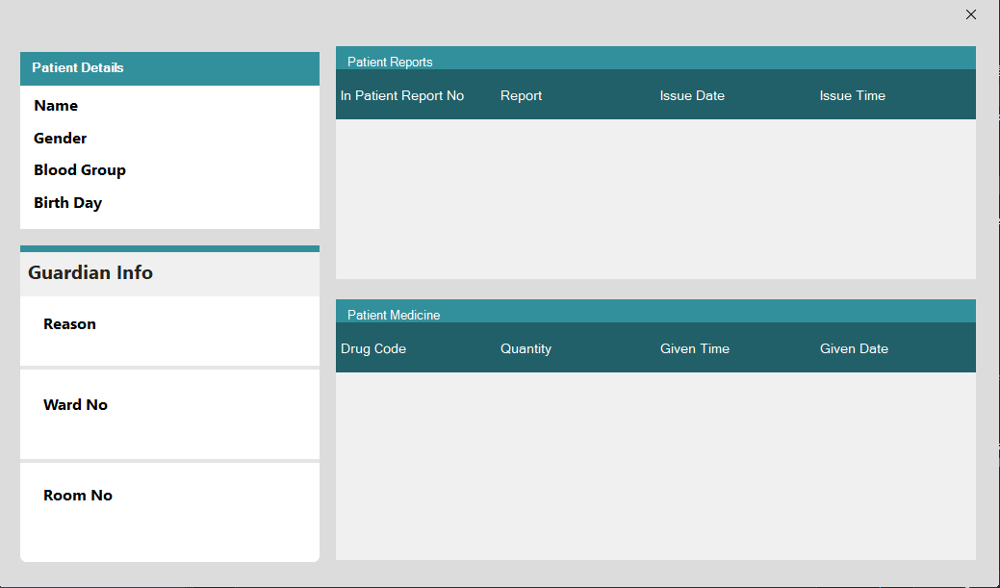 Patient Details
Name
Gender
Blood Group
Birth Day
Guardian Info
Reason
Ward No
Room No
Patient Reports
In Patient Report No Report Issue Date Issue Time
Patient Medicine
Drug Code Quantity Given Time Given Date